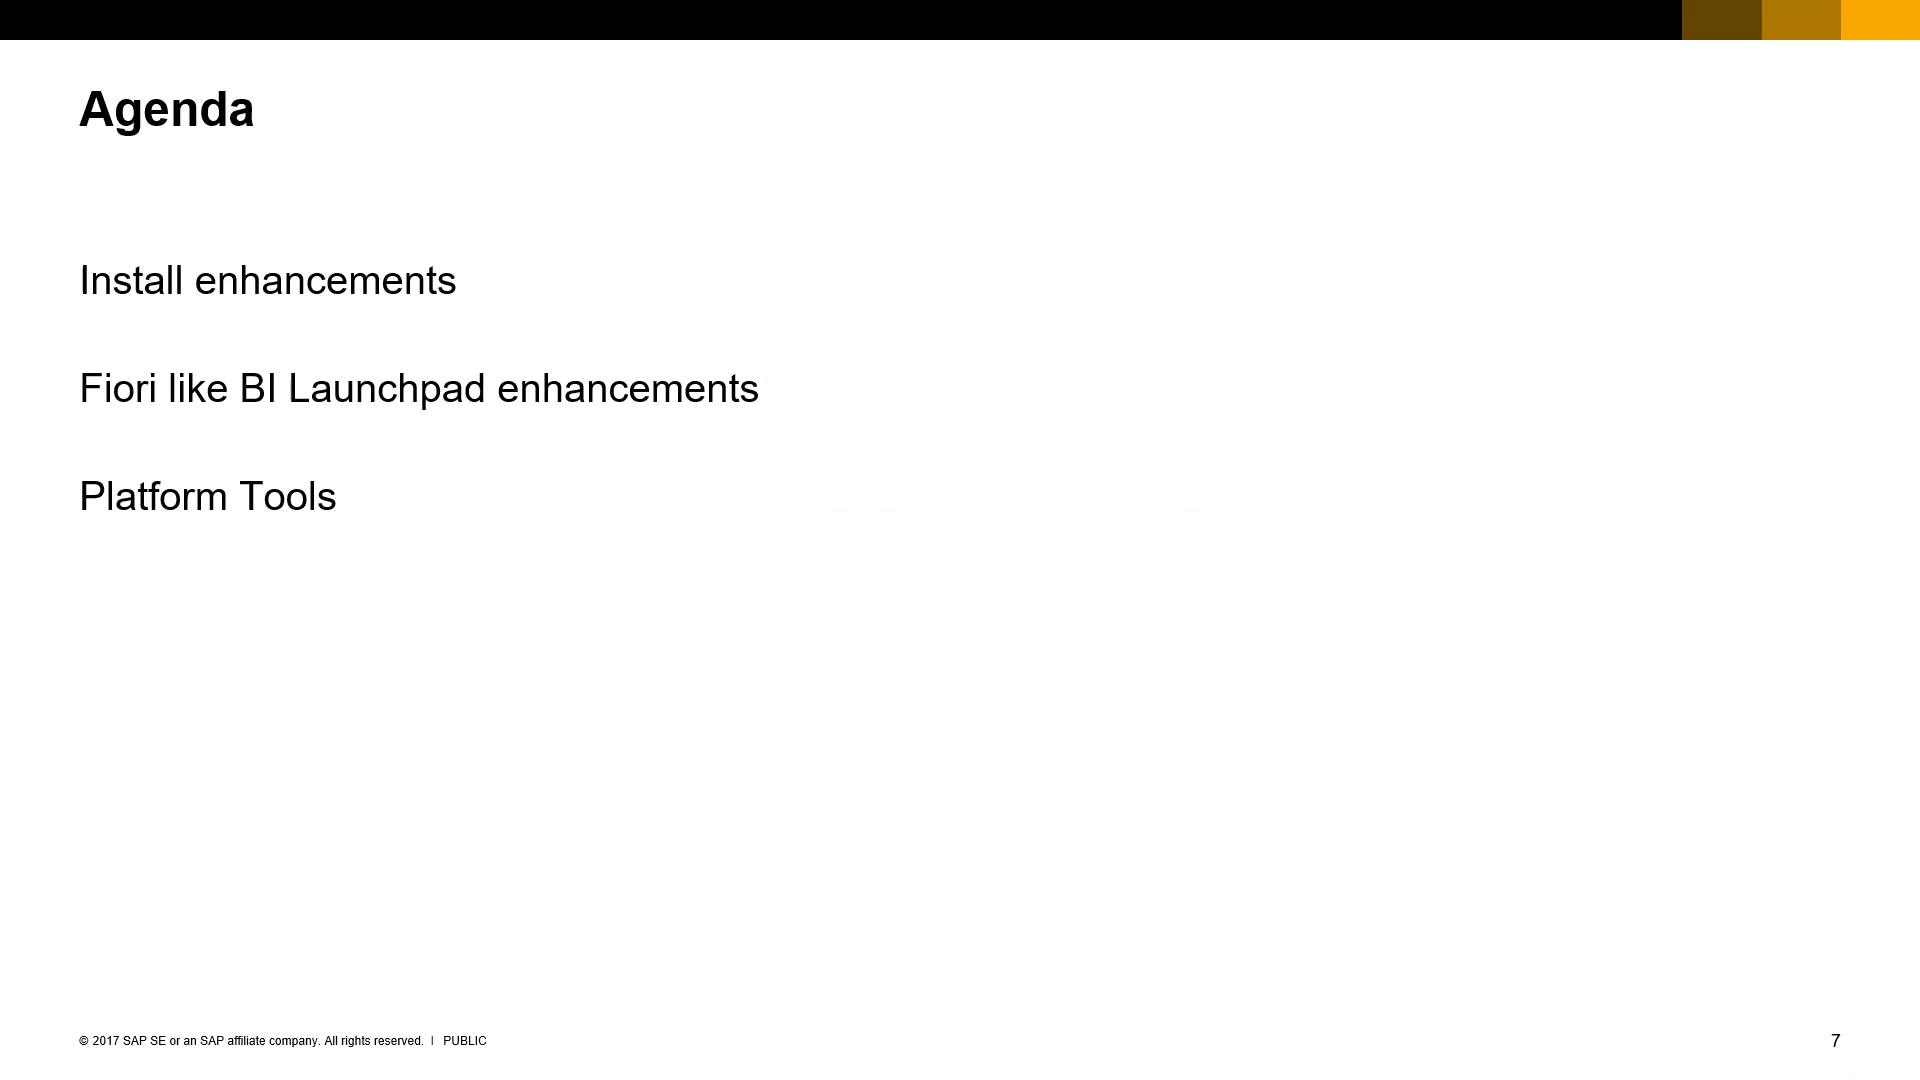 Agenda
Install enhancements
Fiori like BI Launchpad enhancements
Platform Tools
© 2017 SAP SE or an SAP affiliate company. All rights reserved. | PUBLIC
7